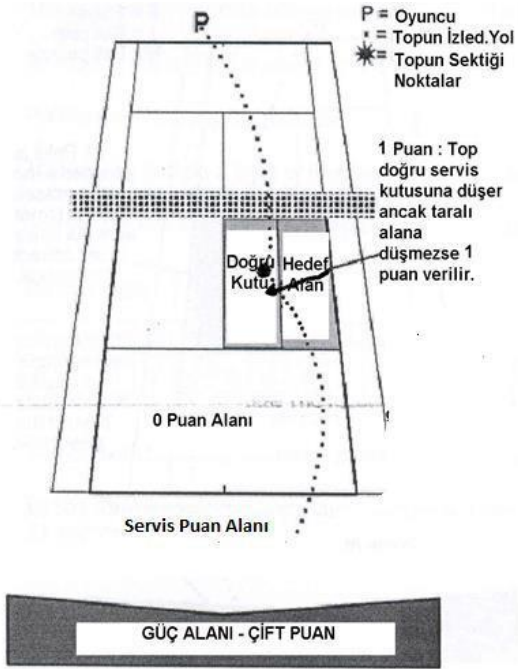 P
P = Oyuncu
⋮ = Topun İzled.Yol
✷ = Topun Sektiği
Noktalar
1 Puan : Top
doğru servis
kutusuna düşer
ancak taralı
alana
düşmezse 1
puan verilir.
Doğru Hedef
Kutu Alan
0 Puan Alanı
Servis Puan Alanı
GÜÇ ALANI - ÇİFT PUAN